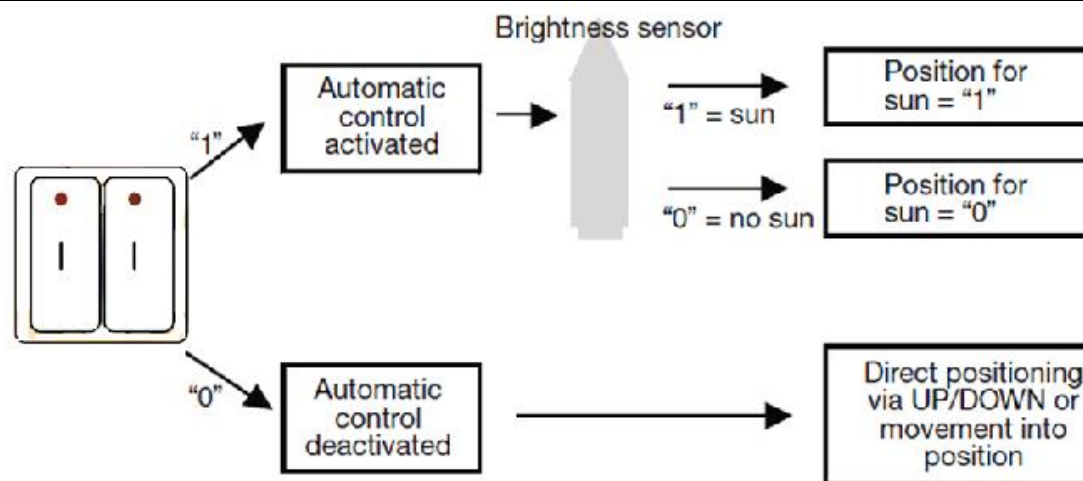 Brightness sensor
Automatic
control
activated
“1”
“1” = sun
Position for
sun = “1”
“0” = no sun
Position for
sun = “0”
“0”
Automatic
control
deactivated
Direct positioning
via UP/DOWN or
movement into
position